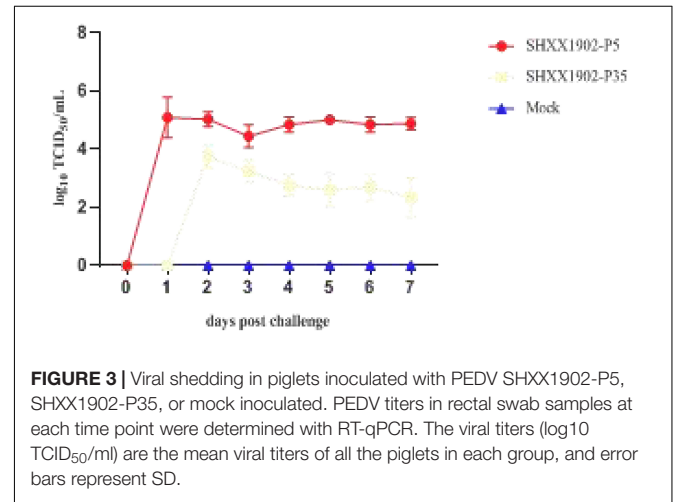 8
6
4
2
0
log10 TCID50/mL
0 1 2 3 4 5 6 7
days post challenge
SHXX1902-P5
SHXX1902-P35
Mock
FIGURE 3 | Viral shedding in piglets inoculated with PEDV SHXX1902-P5,
SHXX1902-P35, or mock inoculated. PEDV titers in rectal swab samples at
each time point were determined with RT-qPCR. The viral titers (log10
TCID50/ml) are the mean viral titers of all the piglets in each group, and error
bars represent SD.